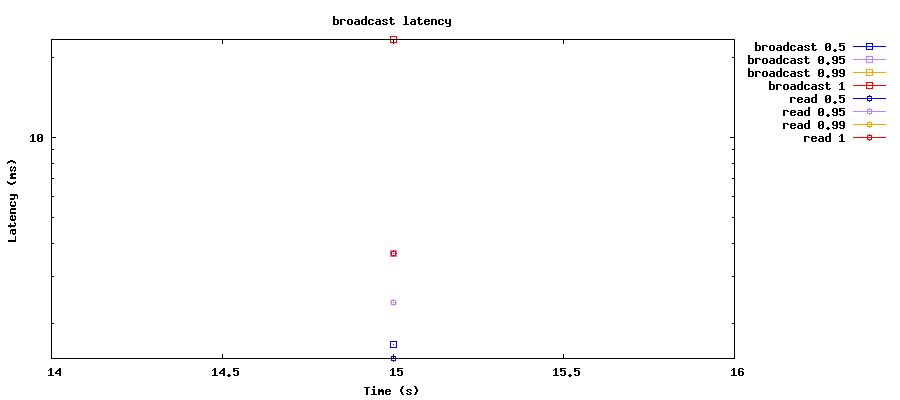 broadcast latency
broadcast 0.5
broadcast 0.95
broadcast 0.99
broadcast 1
read 0.5
read 0.95
read 0.99
read 1
10
Latency (ms)
14 14.5 15 15.5 16
Time (s)